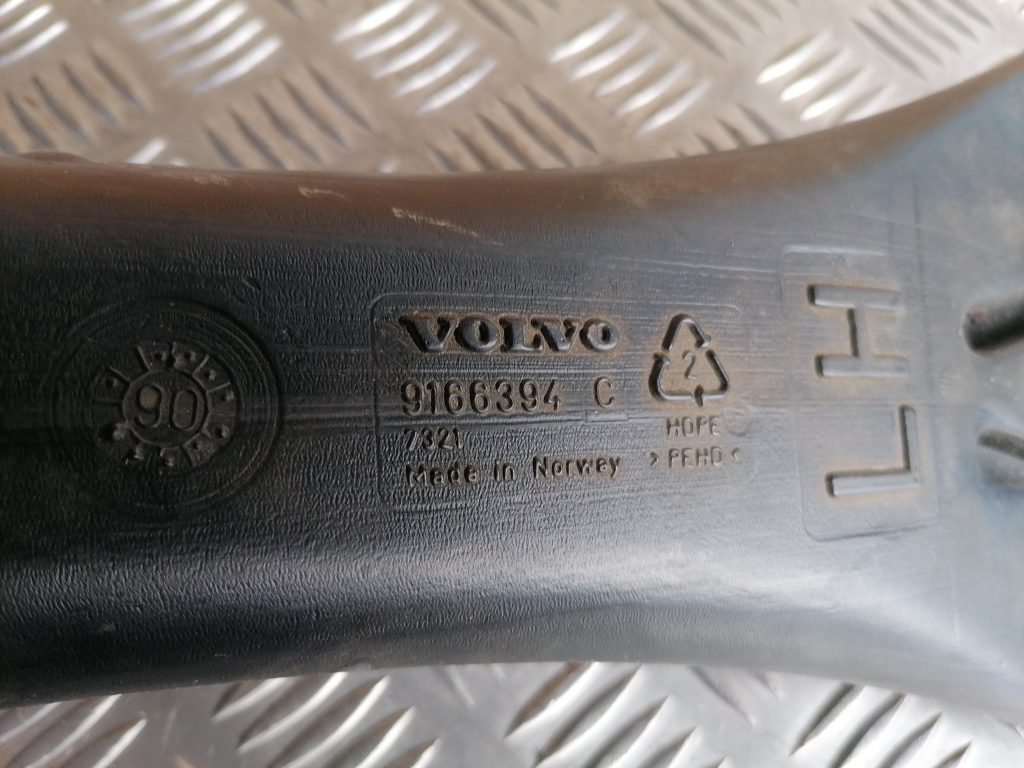 90
VOLVO
9166394 C
7321
Made in Norway
2
HDPE
> PEHD <
LH